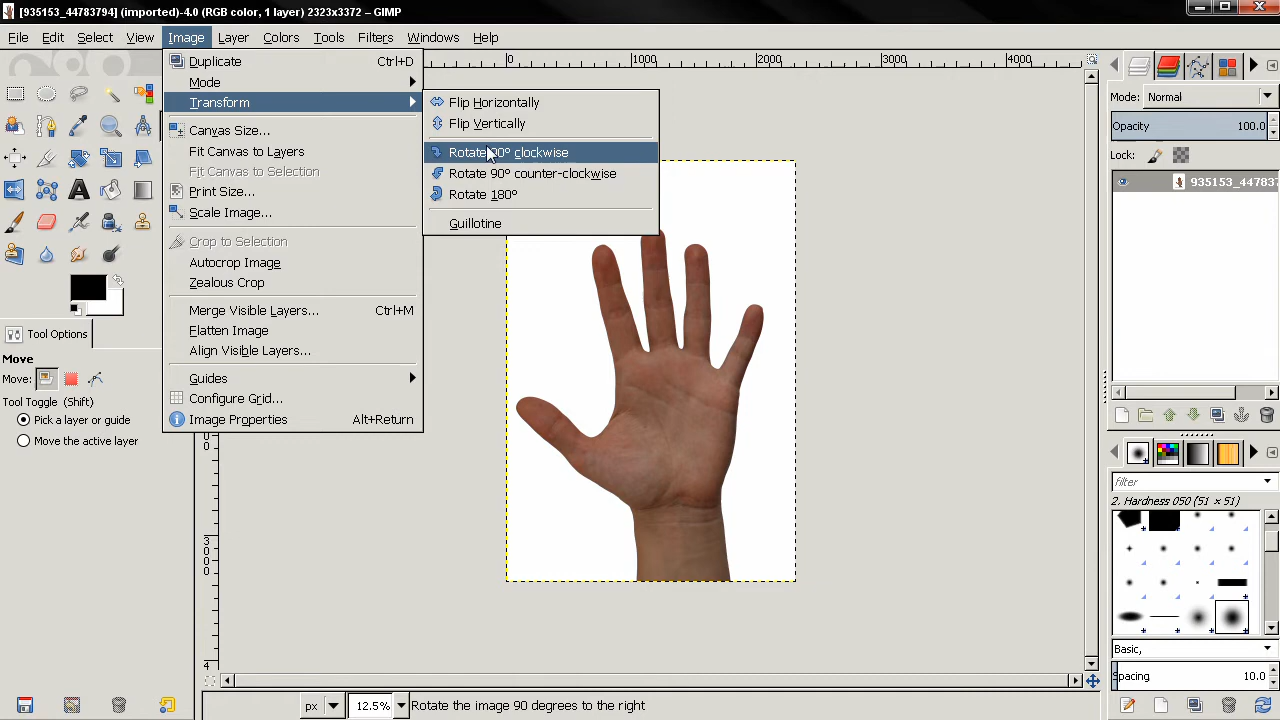 [935153_44783794] (imported)-4.0 (RGB color, 1 layer) 2323x3372 – GIMP
File Edit Select View Image Layer Colors Tools Filters Windows Help
Duplicate Ctrl+D
Mode
Transform
Canvas Size...
Fit Canvas to Layers
Fit Canvas to Selection
Print Size...
Scale Image...
Crop to Selection
Autocrop Image
Zealous Crop
Merge Visible Layers... Ctrl+M
Flatten Image
Align Visible Layers...
Guides
Configure Grid...
Image Properties Alt+Return
Flip Horizontally
Flip Vertically
Rotate 90° clockwise
Rotate 90° counter-clockwise
Rotate 180°
Guillotine
0 1000 2000 3000 4000
3000
4
Tool Options
Move
Move:
Tool Toggle (Shift)
Pick a layer or guide
Move the active layer
Mode: Normal
Opacity 100.0
Lock:
935153_447837
filter
2. Hardness 050 (51 × 51)
Basic,
Spacing 10.0
px 12.5% Rotate the image 90 degrees to the right